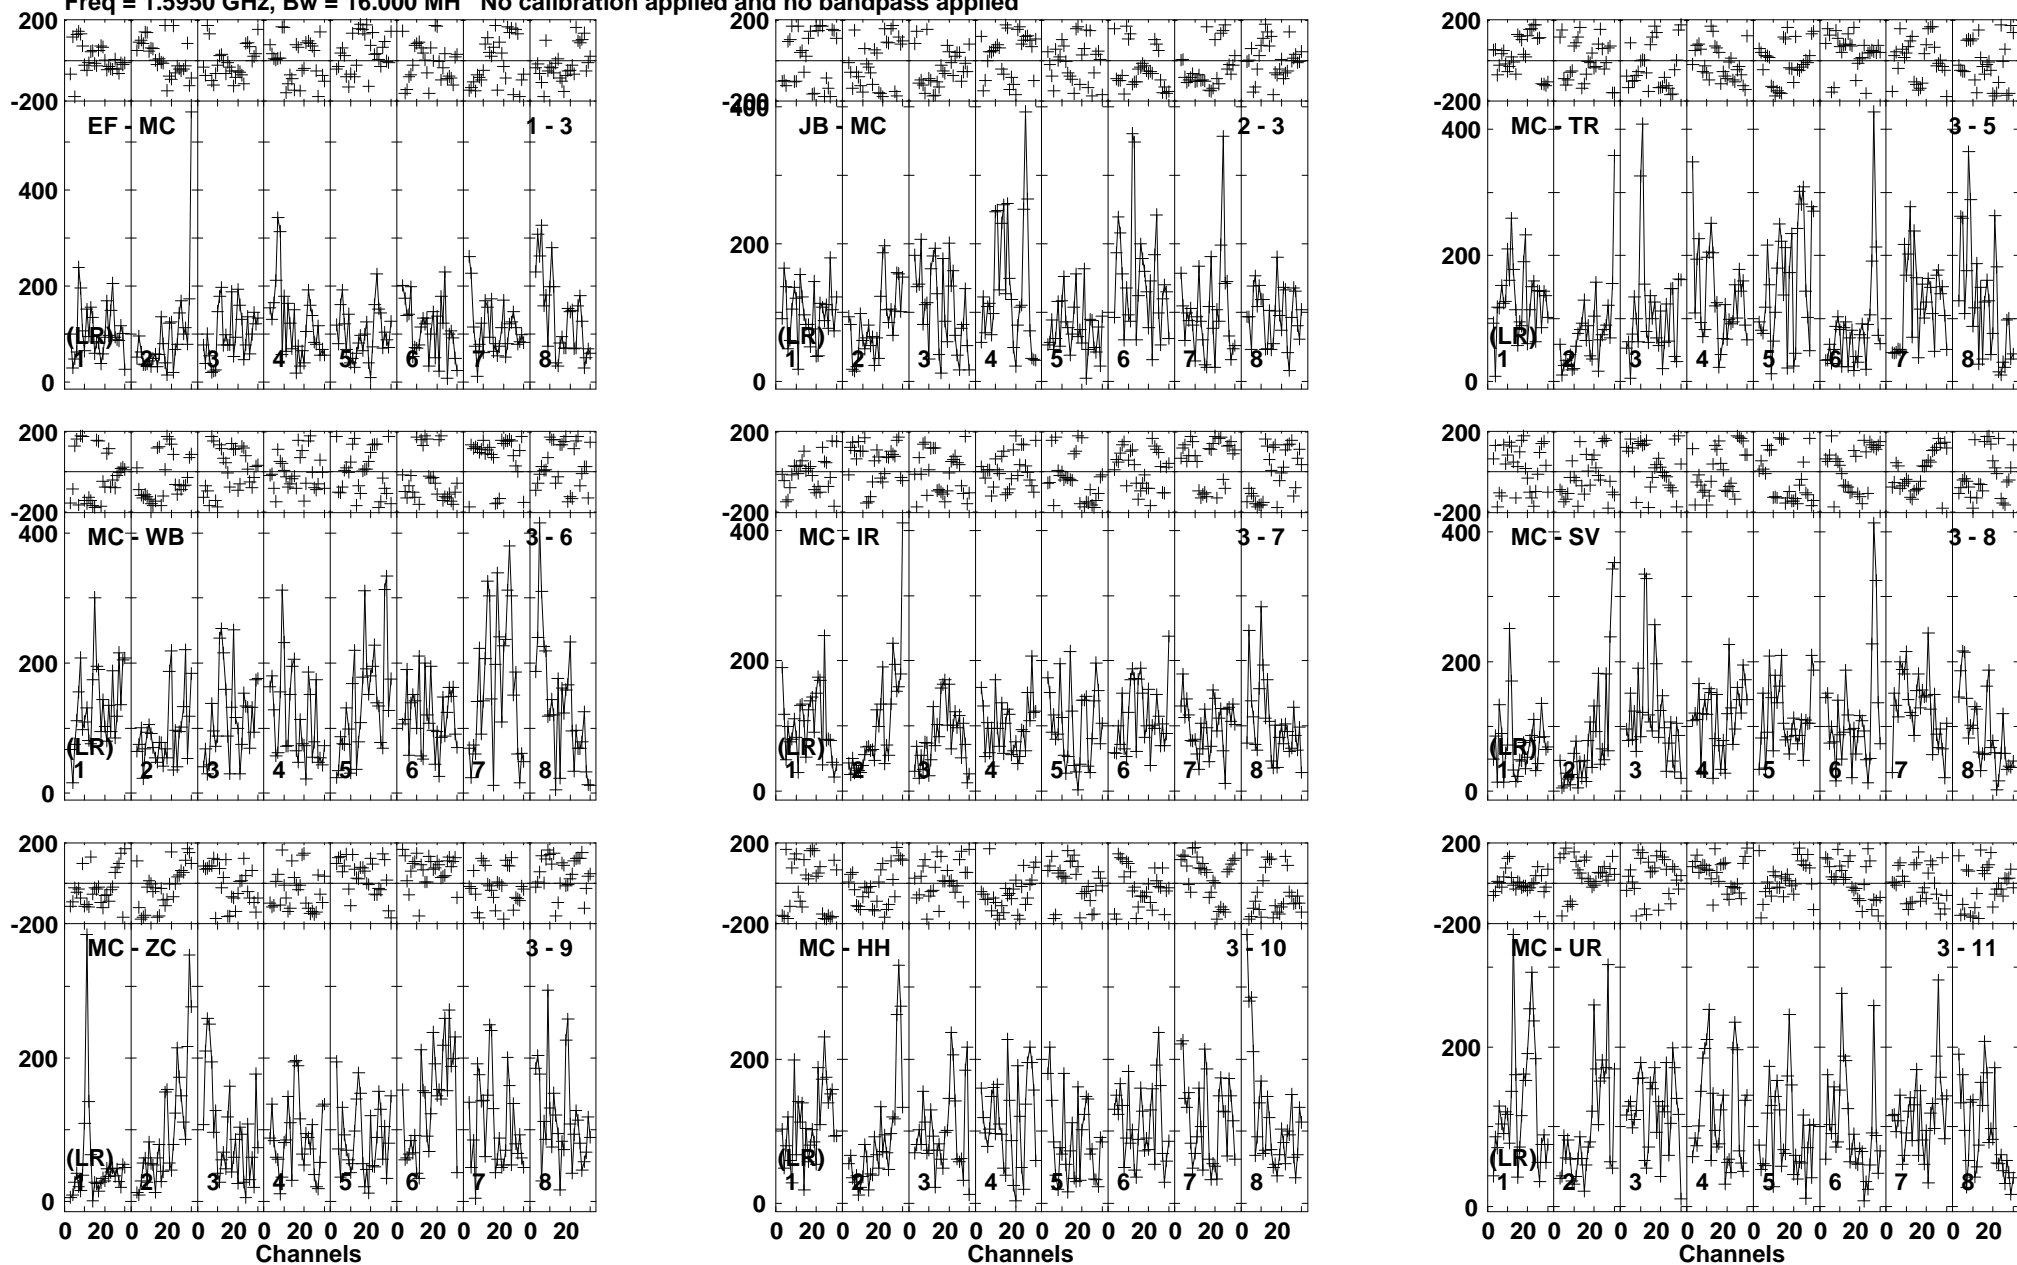 Freq = 1.5950 GHz, Bw = 16.000 MH No calibration applied and no bandpass applied
200 200 200
-200 -200 -200
EF - MC 1 - 3 JB - MC 2 - 3 MC - TR 3 - 5
400 400 400
200 200 200
(LR) (LR) (LR)
1 2 3 4 5 6 7 8 1 2 3 4 5 6 7 8 1 2 3 4 5 6 7 8
0 0 0
200 200 200
-200 -200 -200
MC - WB 3 - 6 MC - IR 3 - 7 MC - SV 3 - 8
400 400 400
200 200 200
(LR) (LR) (LR)
1 2 3 4 5 6 7 8 1 2 3 4 5 6 7 8 1 2 3 4 5 6 7 8
0 0 0
200 200 200
-200 -200 -200
MC - ZC 3 - 9 MC - HH 3 - 10 MC - UR 3 - 11
200 200 200
(LR) (LR) (LR)
1 2 3 4 5 6 7 8 1 2 3 4 5 6 7 8 1 2 3 4 5 6 7 8
0 0 0
0 20 0 20 0 20 0 20 0 20 0 20 0 20 0 20 0 20 0 20 0 20 0 20 0 20 0 20 0 20 0 20 0 20 0 20 0 20 0 20 0 20 0 20 0 20 0 20
Channels Channels Channels